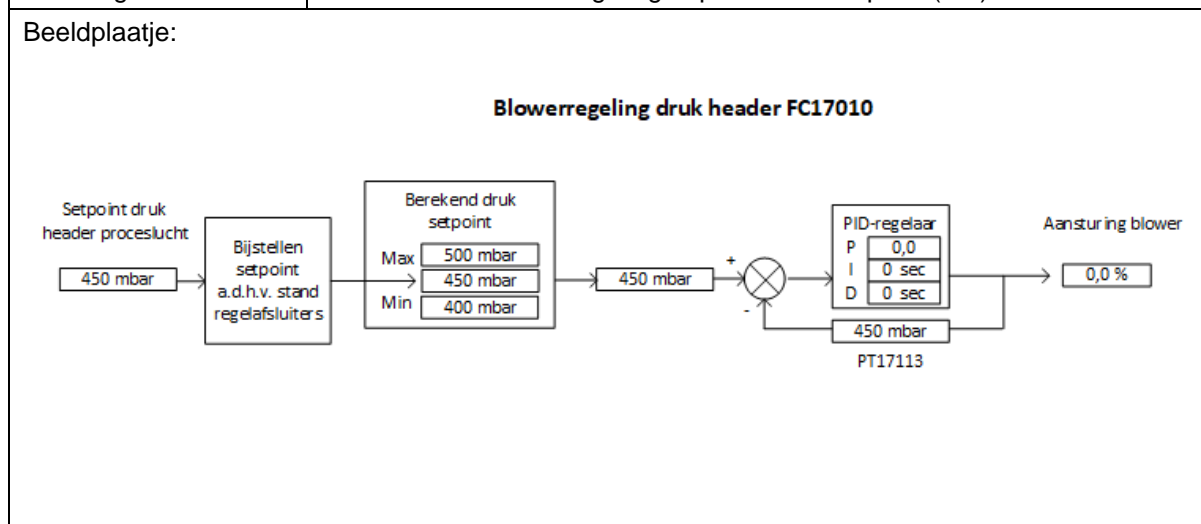 Beeldplaatje:
Blowerregeling druk header FC17010
Setpoint druk
header proceslucht
450 mbar
Bijstellen
setpoint
a.d.h.v. stand
regelafsluiters
Berekend druk
setpoint
Max 500 mbar
450 mbar
Min 400 mbar
450 mbar
+
-
PID-regelaar
P 0,0
I 0 sec
D 0 sec
450 mbar
PT17113
Aansturing blower
0,0 %